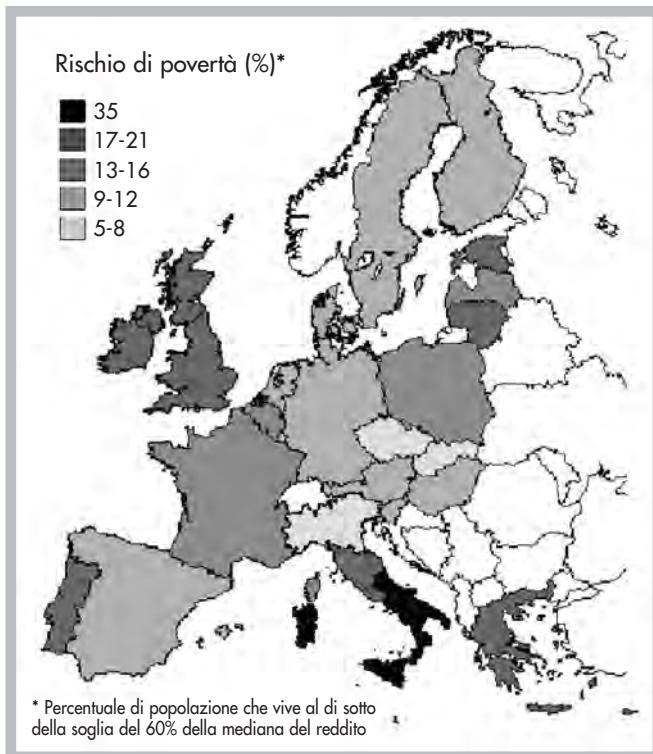 Rischio di povertà (%)*
35
17-21
13-16
9-12
5-8
* Percentuale di popolazione che vive al di sotto
della soglia del 60% della mediana del reddito